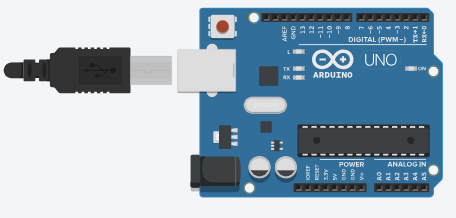 AREF
GND
13
12
~11
~10
~9
8
7
~6
~5
4
~3
2
TX→1
RX←0
DIGITAL (PWM~)
L
TX
RX
UNO
ARDUINO
ON
POWER
ANALOG IN
IOREF
RESET
3.3V
5V
GND
GND
Vin
A0
A1
A2
A3
A4
A5